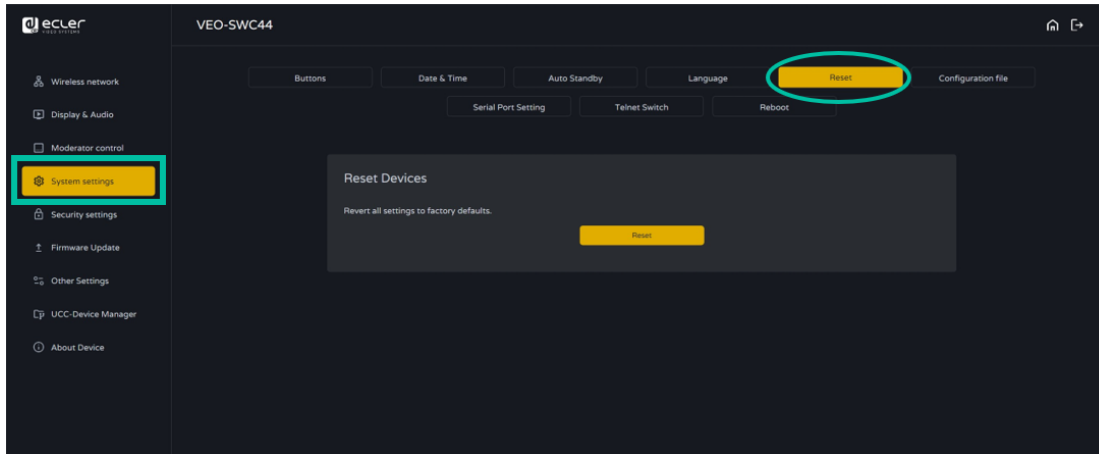 ecler
VIDEO SYSTEMS
VEO-SWC44
Wireless network
Display & Audio
Moderator control
System settings
Security settings
Firmware Update
Other Settings
UCC-Device Manager
About Device
Buttons
Date & Time
Auto Standby
Language
Reset
Configuration file
Serial Port Setting
Telnet Switch
Reboot
Reset Devices
Revert all settings to factory defaults.
Reset